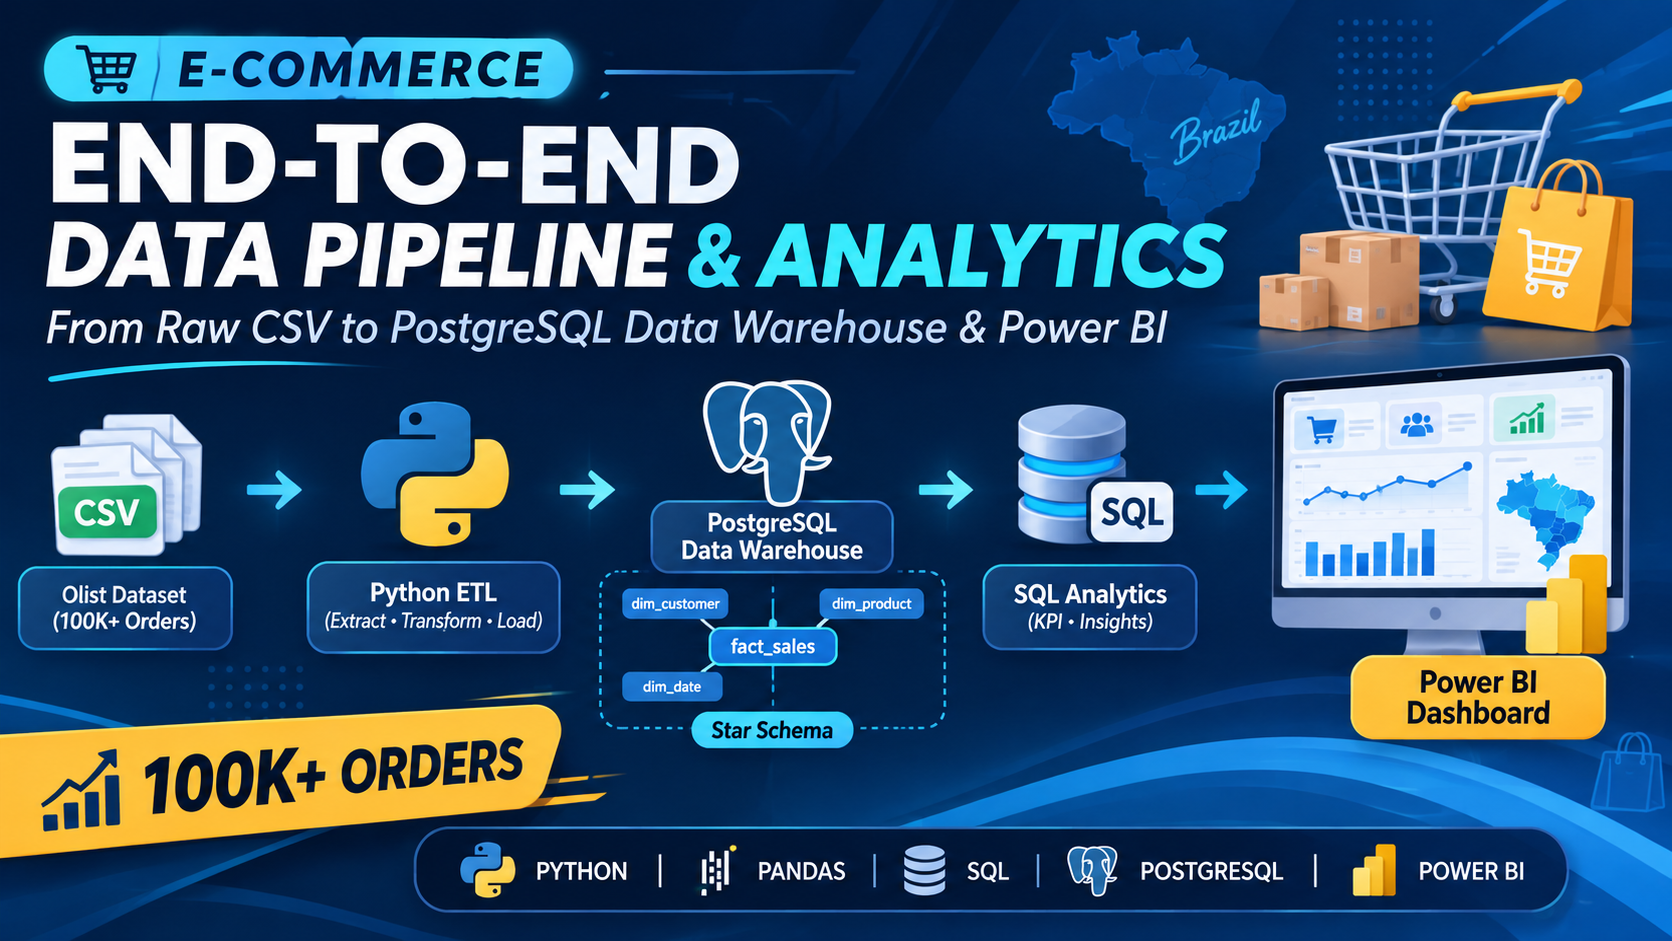 E-COMMERCE
END-TO-END
DATA PIPELINE & ANALYTICS
From Raw CSV to PostgreSQL Data Warehouse & Power BI
Brazil
CSV
Olist Dataset
(100K+ Orders)
Python ETL
(Extract • Transform • Load)
PostgreSQL
Data Warehouse
dim_customer
dim_product
fact_sales
dim_date
Star Schema
SQL
SQL Analytics
(KPI • Insights)
Power BI
Dashboard
100K+ ORDERS
PYTHON | PANDAS | SQL | POSTGRESQL | POWER BI